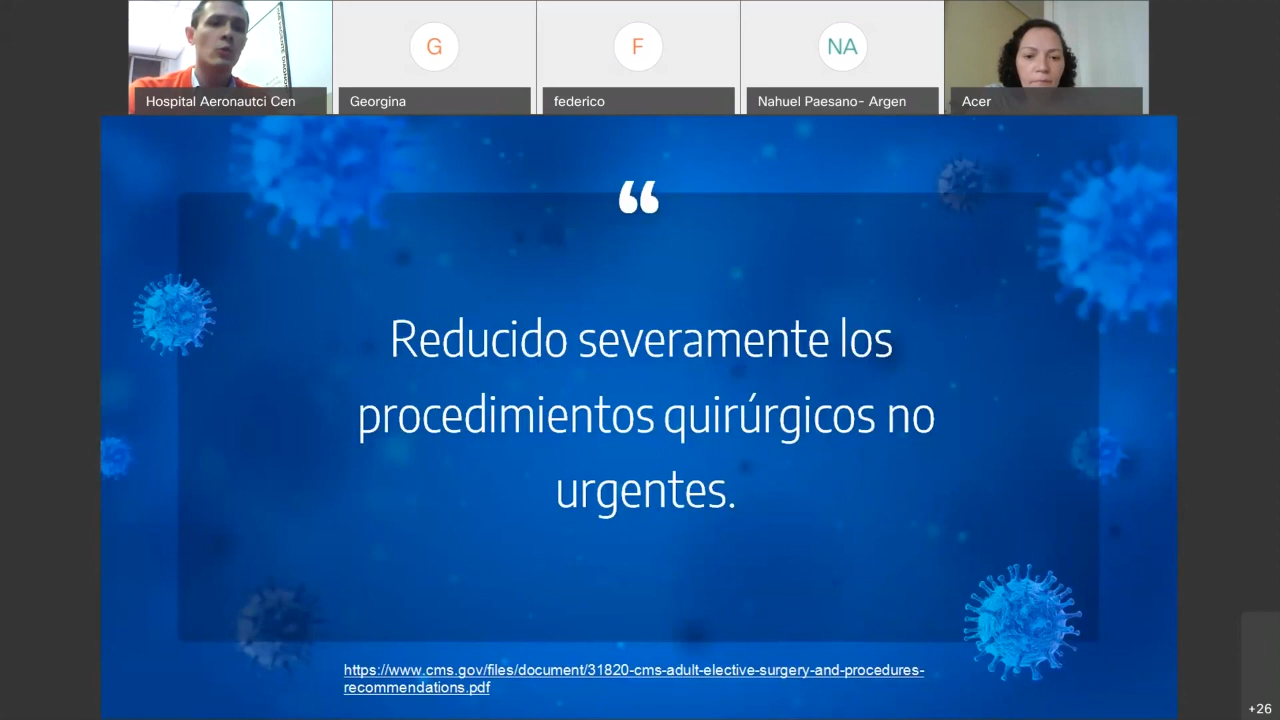 G
F
NA
Hospital Aeronautci Cen
Georgina
federico
Nahuel Paesano- Argen
Acer
“
Reducido severamente los
procedimientos quirúrgicos no
urgentes.
https://www.cms.gov/files/document/31820-cms-adult-elective-surgery-and-procedures-
recommendations.pdf
+26